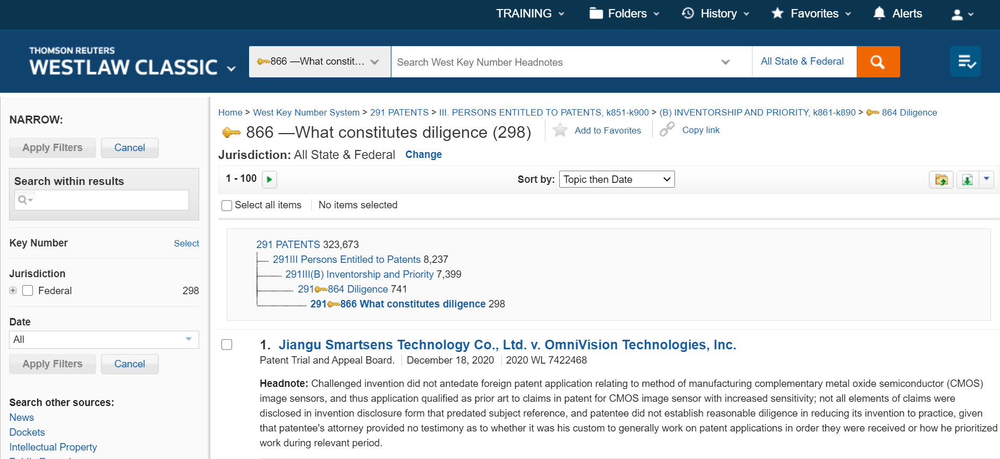 TRAINING Folders History Favorites Alerts
THOMSON REUTERS
WESTLAW CLASSIC
866 —What constit... Search West Key Number Headnotes All State & Federal
NARROW:
Apply Filters Cancel
Search within results
Key Number Select
Jurisdiction
Federal 298
Date
All
Apply Filters Cancel
Search other sources:
News
Dockets
Intellectual Property
Home > West Key Number System > 291 PATENTS > III. PERSONS ENTITLED TO PATENTS, k851-k900 > (B) INVENTORSHIP AND PRIORITY, k861-k890 > 864 Diligence
866 —What constitutes diligence (298) Add to Favorites Copy link
Jurisdiction: All State & Federal Change
1 - 100 Sort by: Topic then Date
Select all items No items selected
291 PATENTS 323,673
291III Persons Entitled to Patents 8,237
291III(B) Inventorship and Priority 7,399
291 864 Diligence 741
291 866 What constitutes diligence 298
1. Jiangu Smartsens Technology Co., Ltd. v. OmniVision Technologies, Inc.
Patent Trial and Appeal Board. December 18, 2020 2020 WL 7422468
Headnote: Challenged invention did not antedate foreign patent application relating to method of manufacturing complementary metal oxide semiconductor (CMOS)
image sensors, and thus application qualified as prior art to claims in patent for CMOS image sensor with increased sensitivity; not all elements of claims were
disclosed in invention disclosure form that predated subject reference, and patentee did not establish reasonable diligence in reducing its invention to practice, given
that patentee's attorney provided no testimony as to whether it was his custom to generally work on patent applications in order they were received or how he prioritized
work during relevant period.